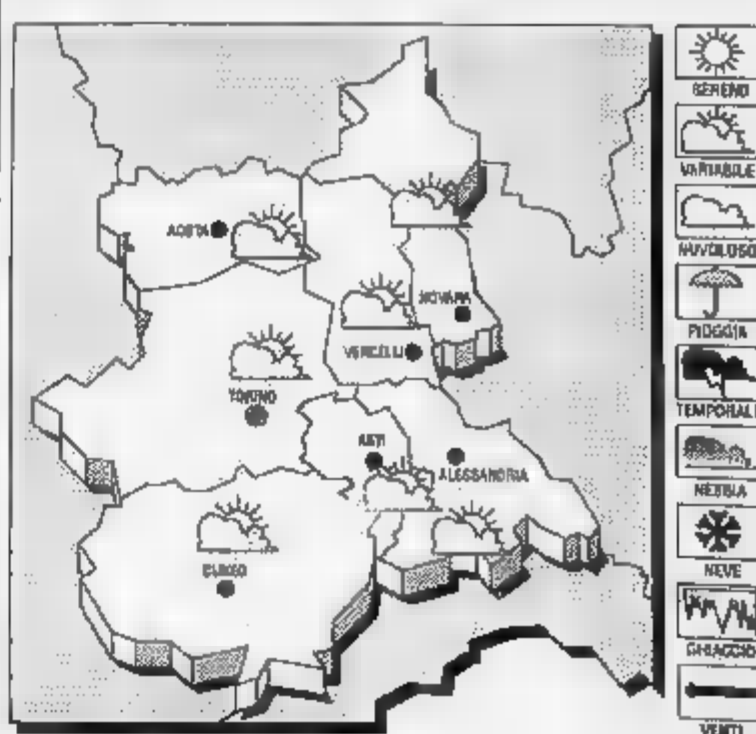 AOSTA
NOVARA
VERCELLI
TORINO
ASTI
ALESSANDRIA
CUNEO
SERENO
VARIABILE
NUVOLOSO
PIOGGIA
TEMPORALI
NEBBIA
NEVE
GHIACCIO
VENTI